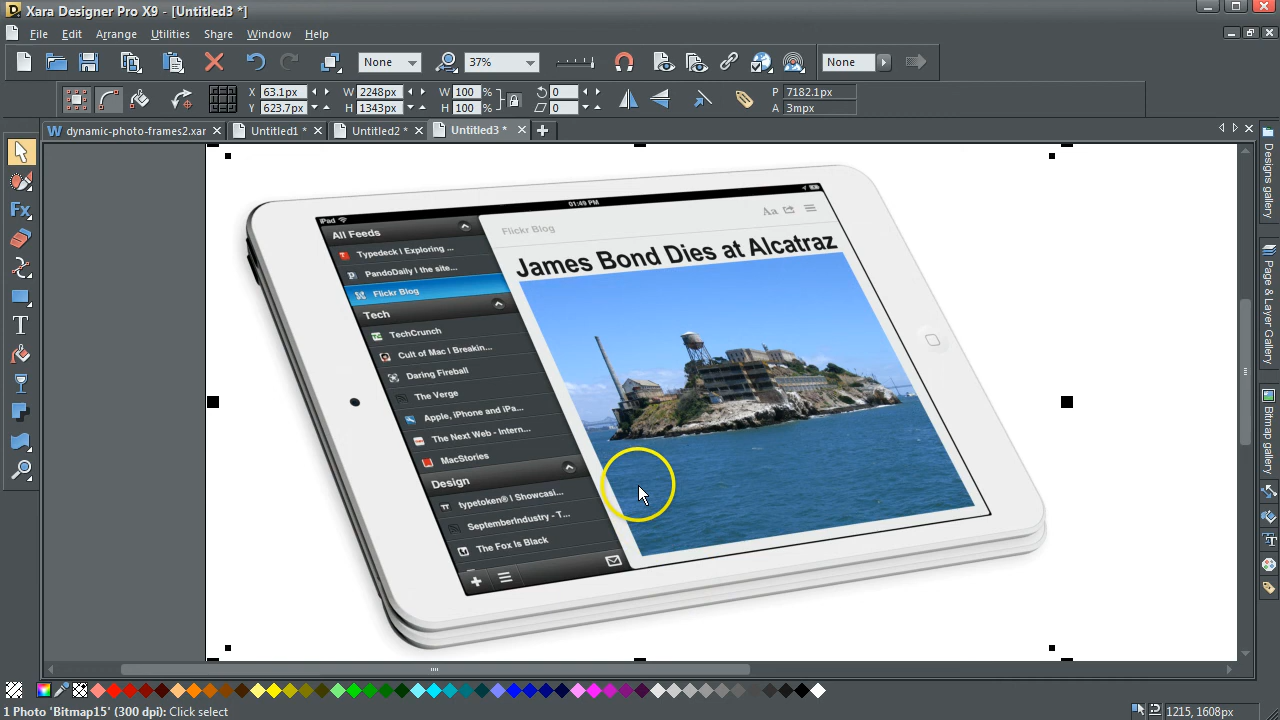 Xara Designer Pro X9 - [Untitled3 *]
File Edit Arrange Utilities Share Window Help
None 37% None
X 63.1px W 2248px W 100 % 0 P 7182.1px
Y 623.7px H 1343px H 100 % 0 A 3mpx
dynamic-photo-frames2.xar Untitled1 * Untitled2 * Untitled3 *
Designs gallery
Page & Layer Gallery
Bitmap gallery
iPad 01:49 PM
All Feeds
Typedeck | Exploring ...
PandoDaily | the site...
Flickr Blog
Tech
TechCrunch
Cult of Mac | Breakin...
Daring Fireball
The Verge
Apple, iPhone and iPa...
The Next Web - Intern...
MacStories
Design
typetoken® | Showcasi...
SeptemberIndustry - T...
The Fox Is Black
Flickr Blog Aa
James Bond Dies at Alcatraz
1 Photo 'Bitmap15' (300 dpi): Click select 1215, 1608px